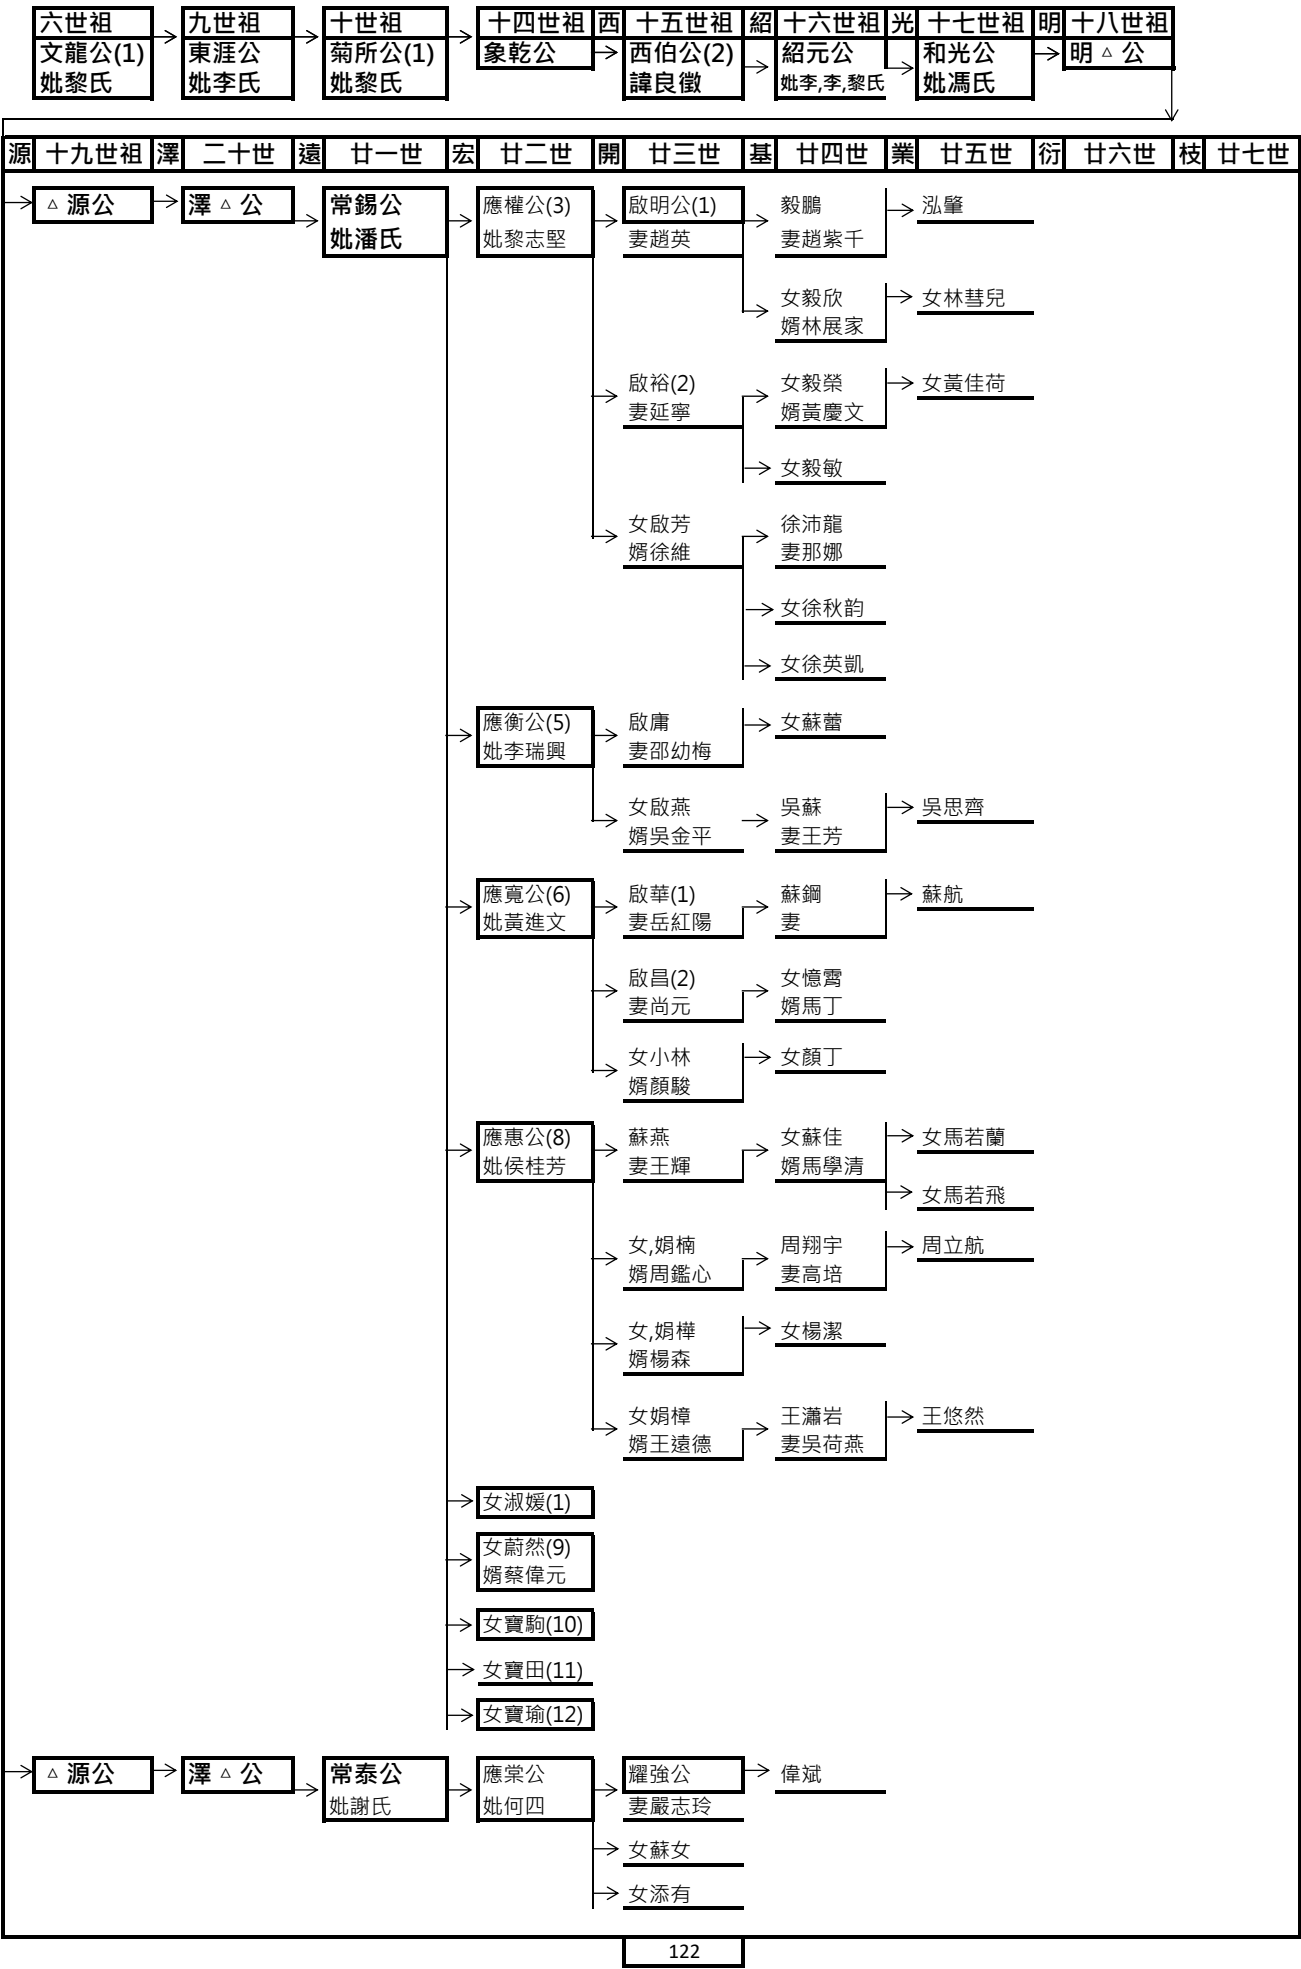 六世祖 九世祖 十世祖 十四世祖 西 十五世祖 紹 十六世祖 光 十七世祖 明 十八世祖
文龍公(1) 東涯公 菊所公(1) 象乾公 西伯公(2) 紹元公 和光公 明△公
妣黎氏 妣李氏 妣黎氏 諱良徵 妣李,李,黎氏 妣馮氏
源 十九世祖 澤 二十世 遠 廿一世 宏 廿二世 開 廿三世 基 廿四世 業 廿五世 衍 廿六世 枝 廿七世
△源公 澤△公 常錫公 應權公(3) 啟明公(1) 毅鵬 泓肇
妣潘氏 妣黎志堅 妻趙英 妻趙紫千
女毅欣 女林彗兒
婿林展家
啟裕(2) 女毅榮 女黃佳荷
妻延寧 婿黃慶文
女毅敏
女啟芳 徐沛龍
婿徐維 妻那娜
女徐秋韵
女徐英凱
應衡公(5) 啟庸 女蘇蕾
妣李瑞興 妻邵幼梅
女啟燕 吳蘇 吳思齊
婿吳金平 妻王芳
應寬公(6) 啟華(1) 蘇鋼 蘇航
妣黃進文 妻岳紅陽 妻
啟昌(2) 女憶霄
妻尚元 婿馬丁
女小林 女顏丁
婿顏駿
應惠公(8) 蘇燕 女蘇佳 女馬若蘭
妣侯桂芳 妻王輝 婿馬學清
女馬若飛
女,娟楠 周翔宇 周立航
婿周鑑心 妻高培
女,娟樺 女楊潔
婿楊森
女娟樟 王瀟岩 王悠然
婿王遠德 妻吳荷燕
女淑媛(1)
女蔚然(9)
婿蔡偉元
女寶駒(10)
女寶田(11)
女寶瑜(12)
△源公 澤△公 常泰公 應棠公 耀強公 偉斌
妣謝氏 妣何四 妻嚴志玲
女蘇女
女添有
122